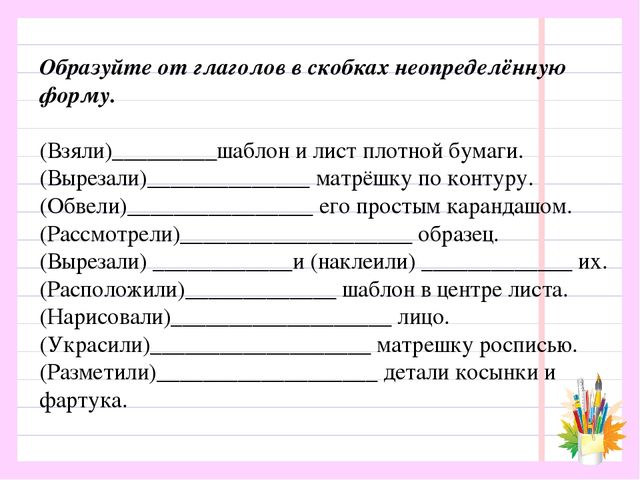 Образуйте от глаголов в скобках неопределённую
форму.
(Взяли)_________шаблон и лист плотной бумаги.
(Вырезали)______________ матрёшку по контуру.
(Обвели)________________ его простым карандашом.
(Рассмотрели)____________________ образец.
(Вырезали) ____________и (наклеили) _____________ их.
(Расположили)_____________ шаблон в центре листа.
(Нарисовали)___________________ лицо.
(Украсили)___________________ матрешку росписью.
(Разметили)___________________ детали косынки и
фартука.